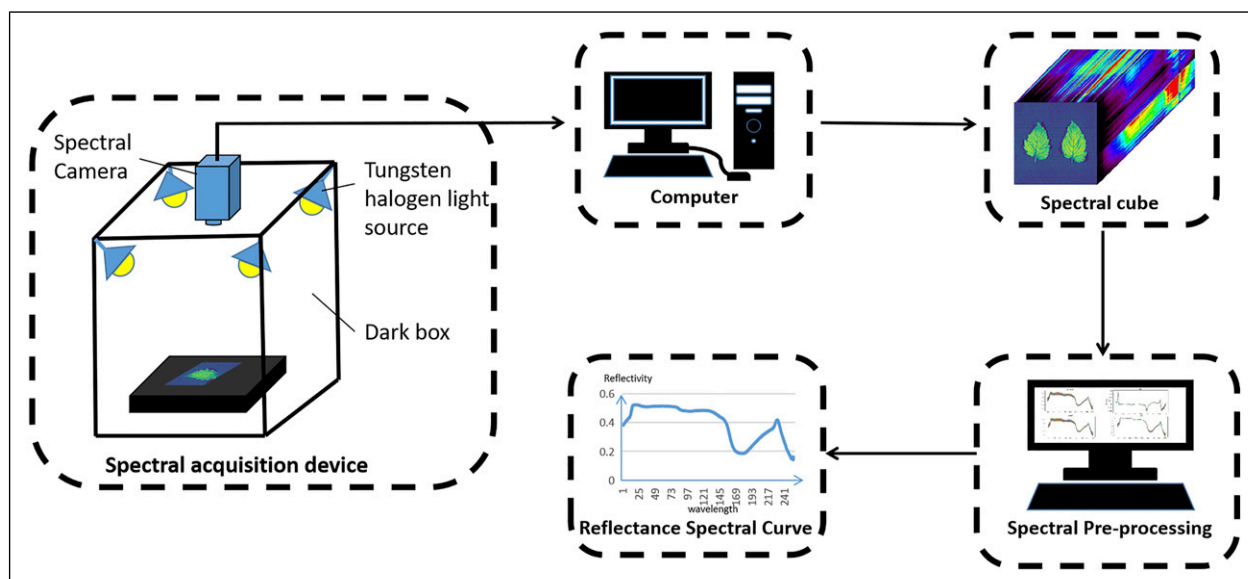 Spectral
Camera
Tungsten
halogen light
source
Dark box
Spectral acquisition device
Computer
Spectral cube
Spectral Pre-processing
Reflectivity
0.6
0.4
0.2
0
1
25
49
73
97
121
145
169
193
217
241
wavelength
Reflectance Spectral Curve